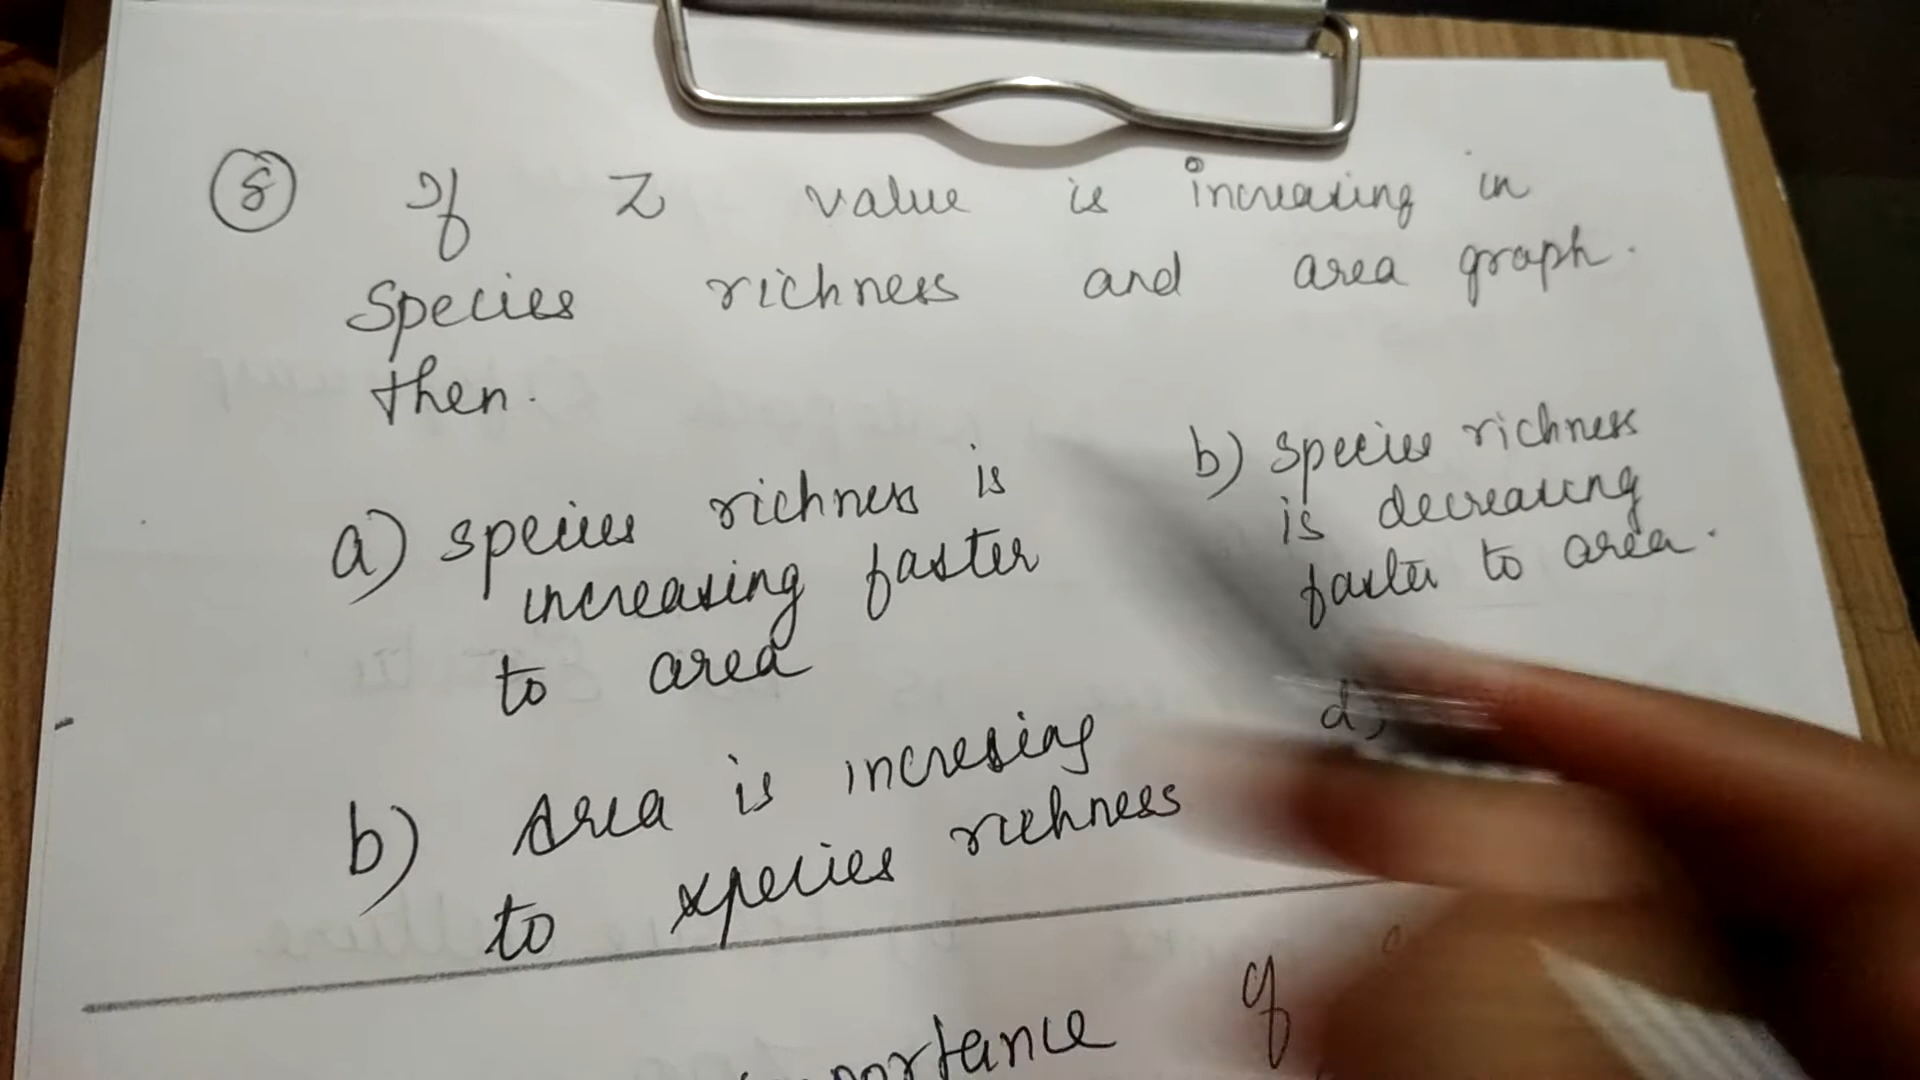 8 If Z value is increasing in
Species richness and area graph.
then.
a) species richness is
increasing faster
to area
b) species richness
is decreasing
faster to area.
b) Area is incresing
to species richness
d)
of